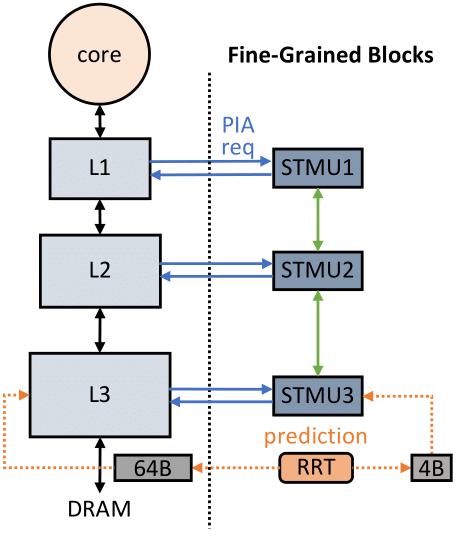 core
Fine-Grained Blocks
PIA
req
L1
STMU1
L2
STMU2
L3
STMU3
prediction
64B
RRT
4B
DRAM